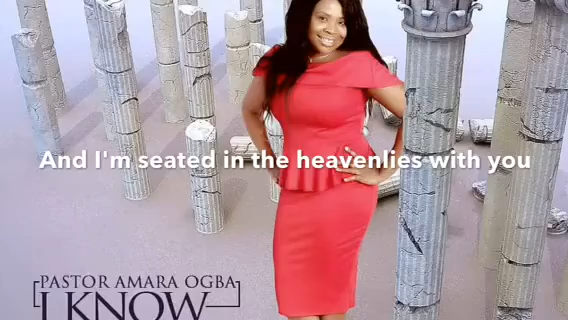 And I'm seated in the heavenlies with you
PASTOR AMARA OGBA
I KNOW